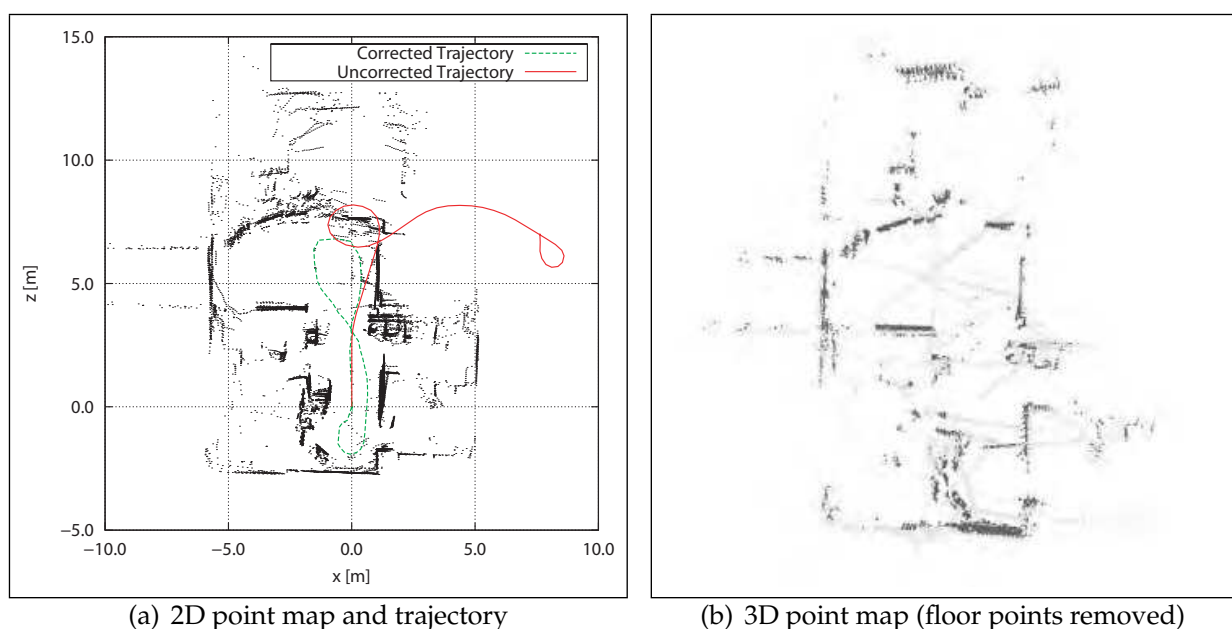 15.0
Corrected Trajectory
Uncorrected Trajectory
10.0
z [m]
5.0
0.0
−5.0
−10.0 −5.0 0.0 5.0 10.0
x [m]
(a) 2D point map and trajectory
(b) 3D point map (floor points removed)